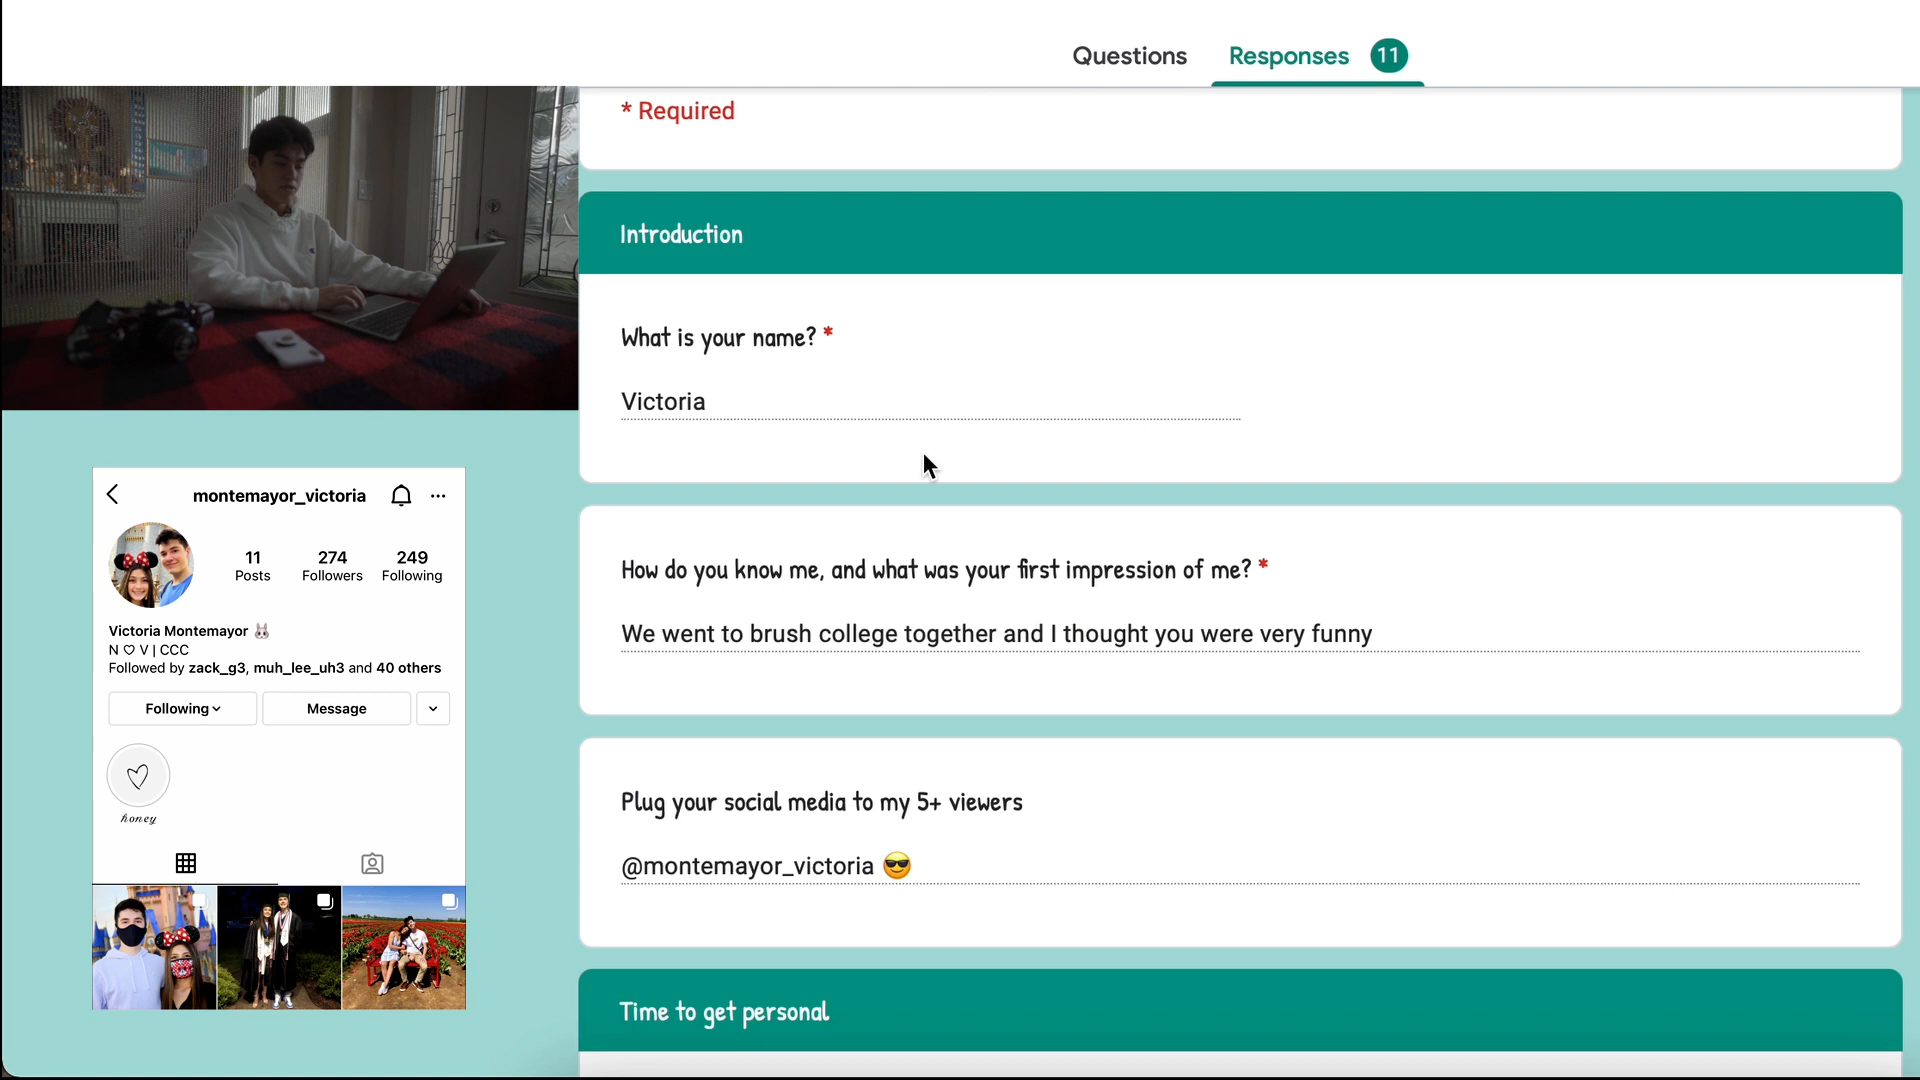 Questions
Responses 11
* Required
Introduction
What is your name? *
Victoria
How do you know me, and what was your first impression of me? *
We went to brush college together and I thought you were very funny
Plug your social media to my 5+ viewers
@montemayor_victoria 😎
Time to get personal
montemayor_victoria
11 274 249
Posts Followers Following
Victoria Montemayor 🐰
N ♡ V | CCC
Followed by zack_g3, muh_lee_uh3 and 40 others
Following Message
honey